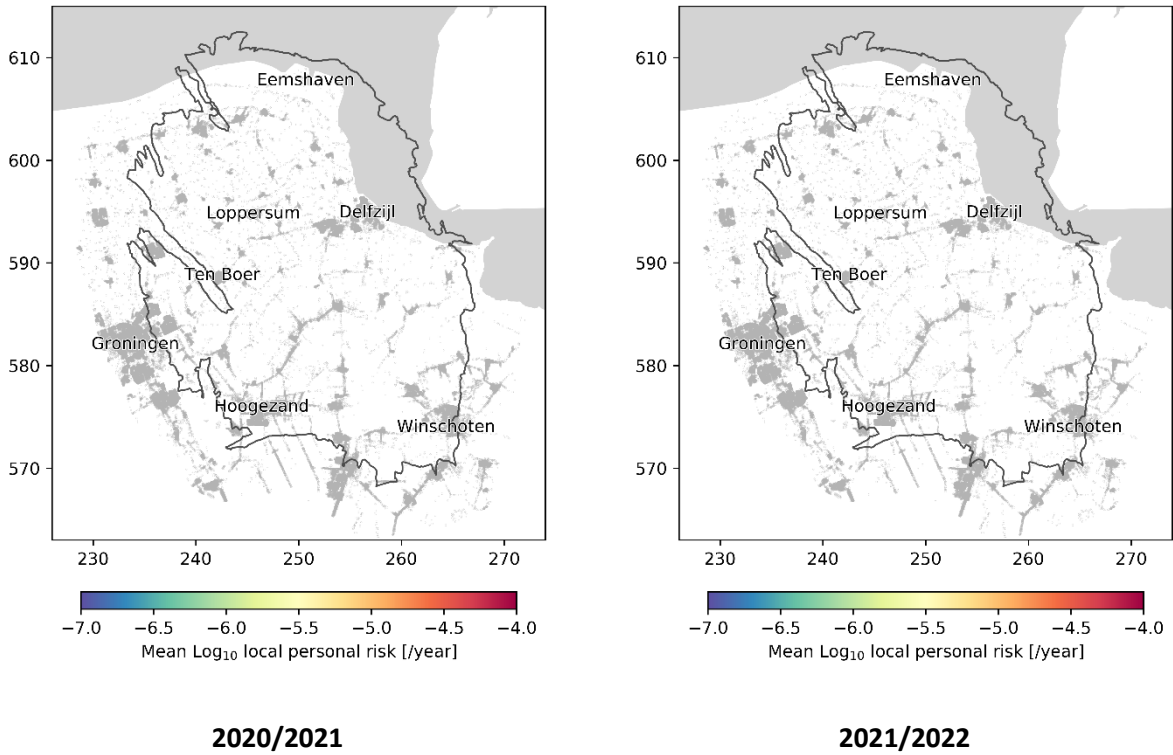 610
600
590
580
570
Eemshaven
Loppersum
Delfzijl
Ten Boer
Groningen
Hoogezand
Winschoten
230 240 250 260 270
−7.0 −6.5 −6.0 −5.5 −5.0 −4.5 −4.0
Mean Log₁₀ local personal risk [/year]
2020/2021
610
600
590
580
570
Eemshaven
Loppersum
Delfzijl
Ten Boer
Groningen
Hoogezand
Winschoten
230 240 250 260 270
−7.0 −6.5 −6.0 −5.5 −5.0 −4.5 −4.0
Mean Log₁₀ local personal risk [/year]
2021/2022